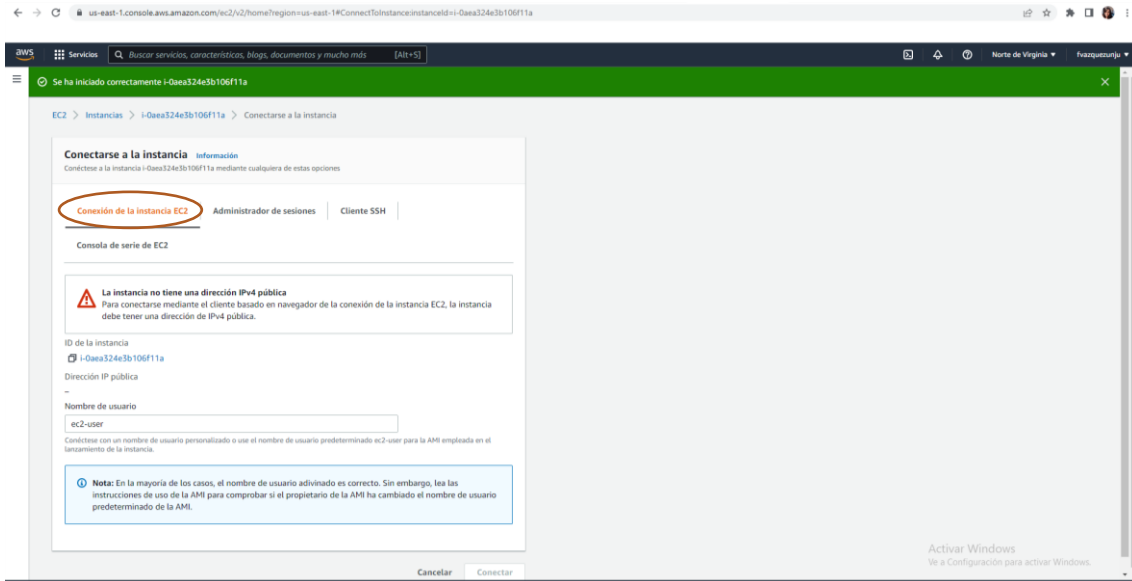 us-east-1.console.aws.amazon.com/ec2/v2/home?region=us-east-1#ConnectToInstance:instanceId=i-0aea324e3b106f11a
aws Servicios Buscar servicios, características, blogs, documentos y mucho más [Alt+S] Norte de Virginia fvazquezunju
Se ha iniciado correctamente i-0aea324e3b106f11a
EC2 > Instancias > i-0aea324e3b106f11a > Conectarse a la instancia
Conectarse a la instancia Información
Conéctese a la instancia i-0aea324e3b106f11a mediante cualquiera de estas opciones
Conexión de la instancia EC2 Administrador de sesiones Cliente SSH
Consola de serie de EC2
La instancia no tiene una dirección IPv4 pública
Para conectarse mediante el cliente basado en navegador de la conexión de la instancia EC2, la instancia
debe tener una dirección de IPv4 pública.
ID de la instancia
i-0aea324e3b106f11a
Dirección IP pública
–
Nombre de usuario
ec2-user
Conéctese con un nombre de usuario personalizado o use el nombre de usuario predeterminado ec2-user para la AMI empleada en el
lanzamiento de la instancia.
Nota: En la mayoría de los casos, el nombre de usuario adivinado es correcto. Sin embargo, lea las
instrucciones de uso de la AMI para comprobar si el propietario de la AMI ha cambiado el nombre de usuario
predeterminado de la AMI.
Cancelar Conectar
Activar Windows
Ve a Configuración para activar Windows.